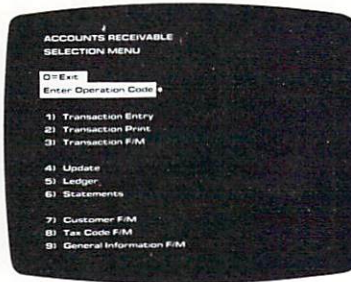 ACCOUNTS RECEIVABLE
SELECTION MENU
0=Exit
Enter Operation Code
1) Transaction Entry
2) Transaction Print
3) Transaction F/M
4) Update
5) Ledger
6) Statements
7) Customer F/M
8) Tax Code F/M
9) General Information F/M